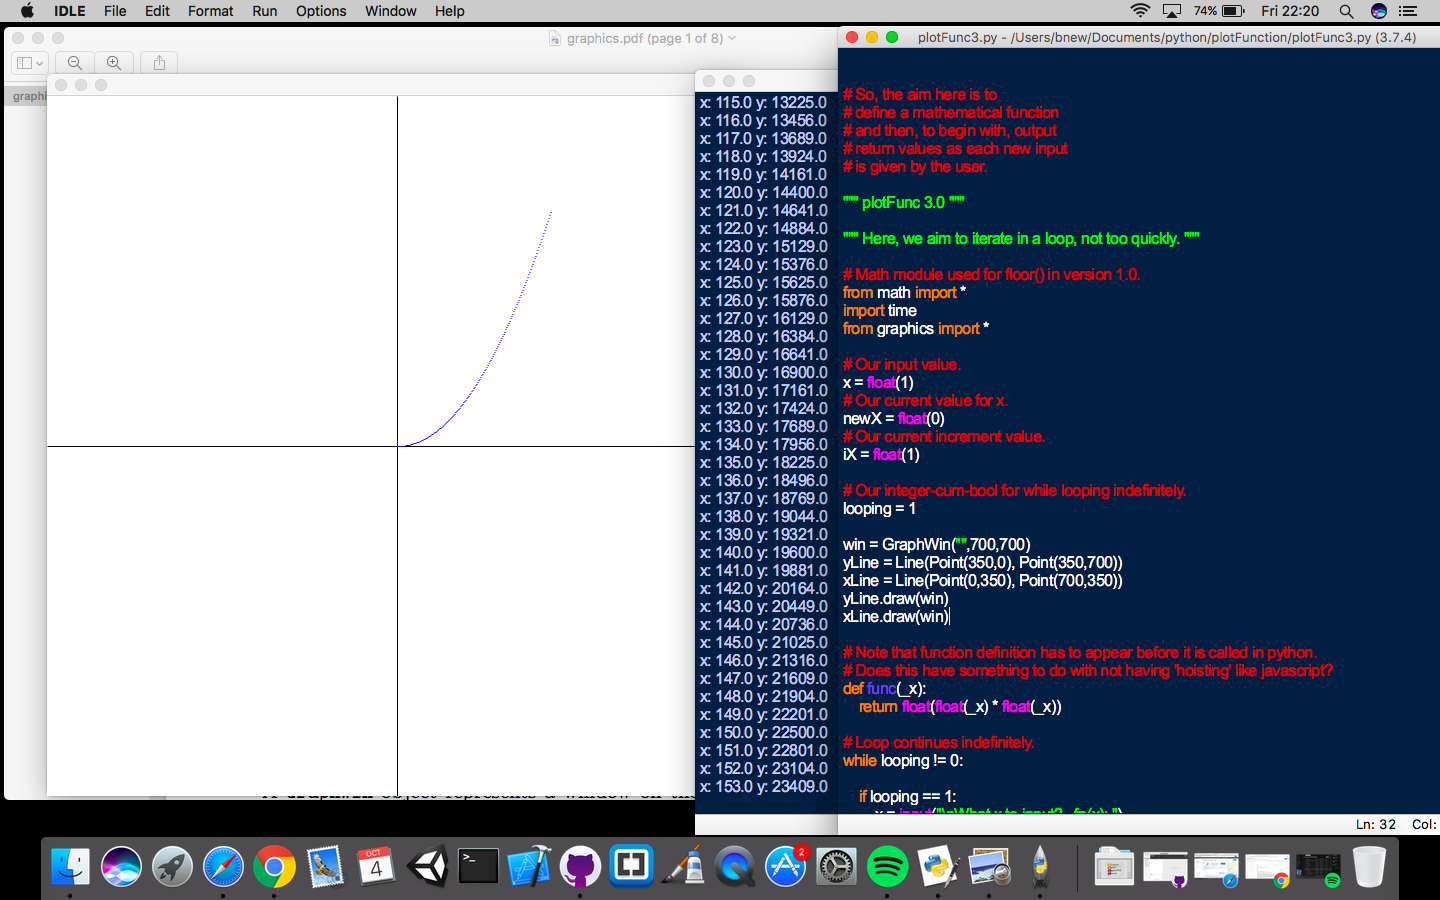 IDLE File Edit Format Run Options Window Help 74% Fri 22:20
graphics.pdf (page 1 of 8)
graphi
x: 115.0 y: 13225.0
x: 116.0 y: 13456.0
x: 117.0 y: 13689.0
x: 118.0 y: 13924.0
x: 119.0 y: 14161.0
x: 120.0 y: 14400.0
x: 121.0 y: 14641.0
x: 122.0 y: 14884.0
x: 123.0 y: 15129.0
x: 124.0 y: 15376.0
x: 125.0 y: 15625.0
x: 126.0 y: 15876.0
x: 127.0 y: 16129.0
x: 128.0 y: 16384.0
x: 129.0 y: 16641.0
x: 130.0 y: 16900.0
x: 131.0 y: 17161.0
x: 132.0 y: 17424.0
x: 133.0 y: 17689.0
x: 134.0 y: 17956.0
x: 135.0 y: 18225.0
x: 136.0 y: 18496.0
x: 137.0 y: 18769.0
x: 138.0 y: 19044.0
x: 139.0 y: 19321.0
x: 140.0 y: 19600.0
x: 141.0 y: 19881.0
x: 142.0 y: 20164.0
x: 143.0 y: 20449.0
x: 144.0 y: 20736.0
x: 145.0 y: 21025.0
x: 146.0 y: 21316.0
x: 147.0 y: 21609.0
x: 148.0 y: 21904.0
x: 149.0 y: 22201.0
x: 150.0 y: 22500.0
x: 151.0 y: 22801.0
x: 152.0 y: 23104.0
x: 153.0 y: 23409.0
plotFunc3.py - /Users/bnew/Documents/python/plotFunction/plotFunc3.py (3.7.4)
# So, the aim here is to
# define a mathematical function
# and then, to begin with, output
# return values as each new input
# is given by the user.
""" plotFunc 3.0 """
""" Here, we aim to iterate in a loop, not too quickly. """
# Math module used for floor() in version 1.0.
from math import *
import time
from graphics import *
# Our input value.
x = float(1)
# Our current value for x.
newX = float(0)
# Our current increment value.
iX = float(1)
# Our integer-cum-bool for while looping indefinitely.
looping = 1
win = GraphWin("",700,700)
yLine = Line(Point(350,0), Point(350,700))
xLine = Line(Point(0,350), Point(700,350))
yLine.draw(win)
xLine.draw(win)
# Note that function definition has to appear before it is called in python.
# Does this have something to do with not having 'hoisting' like javascript?
def func(_x):
return float(float(_x) * float(_x))
# Loop continues indefinitely.
while looping != 0:
if looping == 1:
Ln: 32 Col:
OCT
4
2